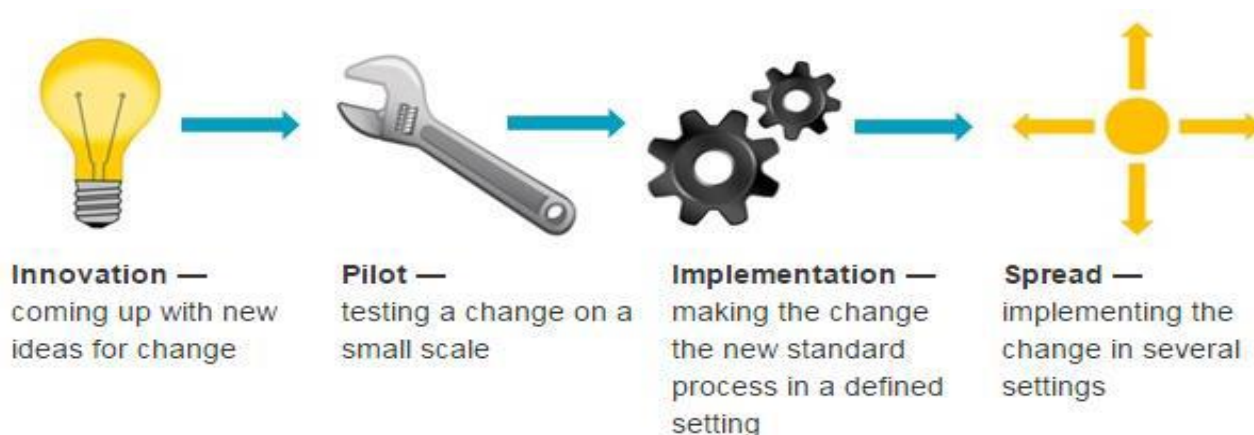 Innovation —
coming up with new
ideas for change
Pilot —
testing a change on a
small scale
Implementation —
making the change
the new standard
process in a defined
setting
Spread —
implementing the
change in several
settings